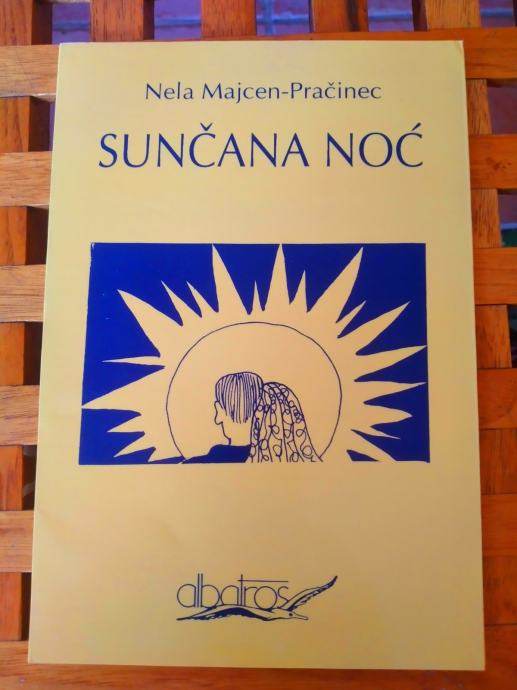 Nela Majcen-Pračinec
SUNČANA NOĆ
albatros